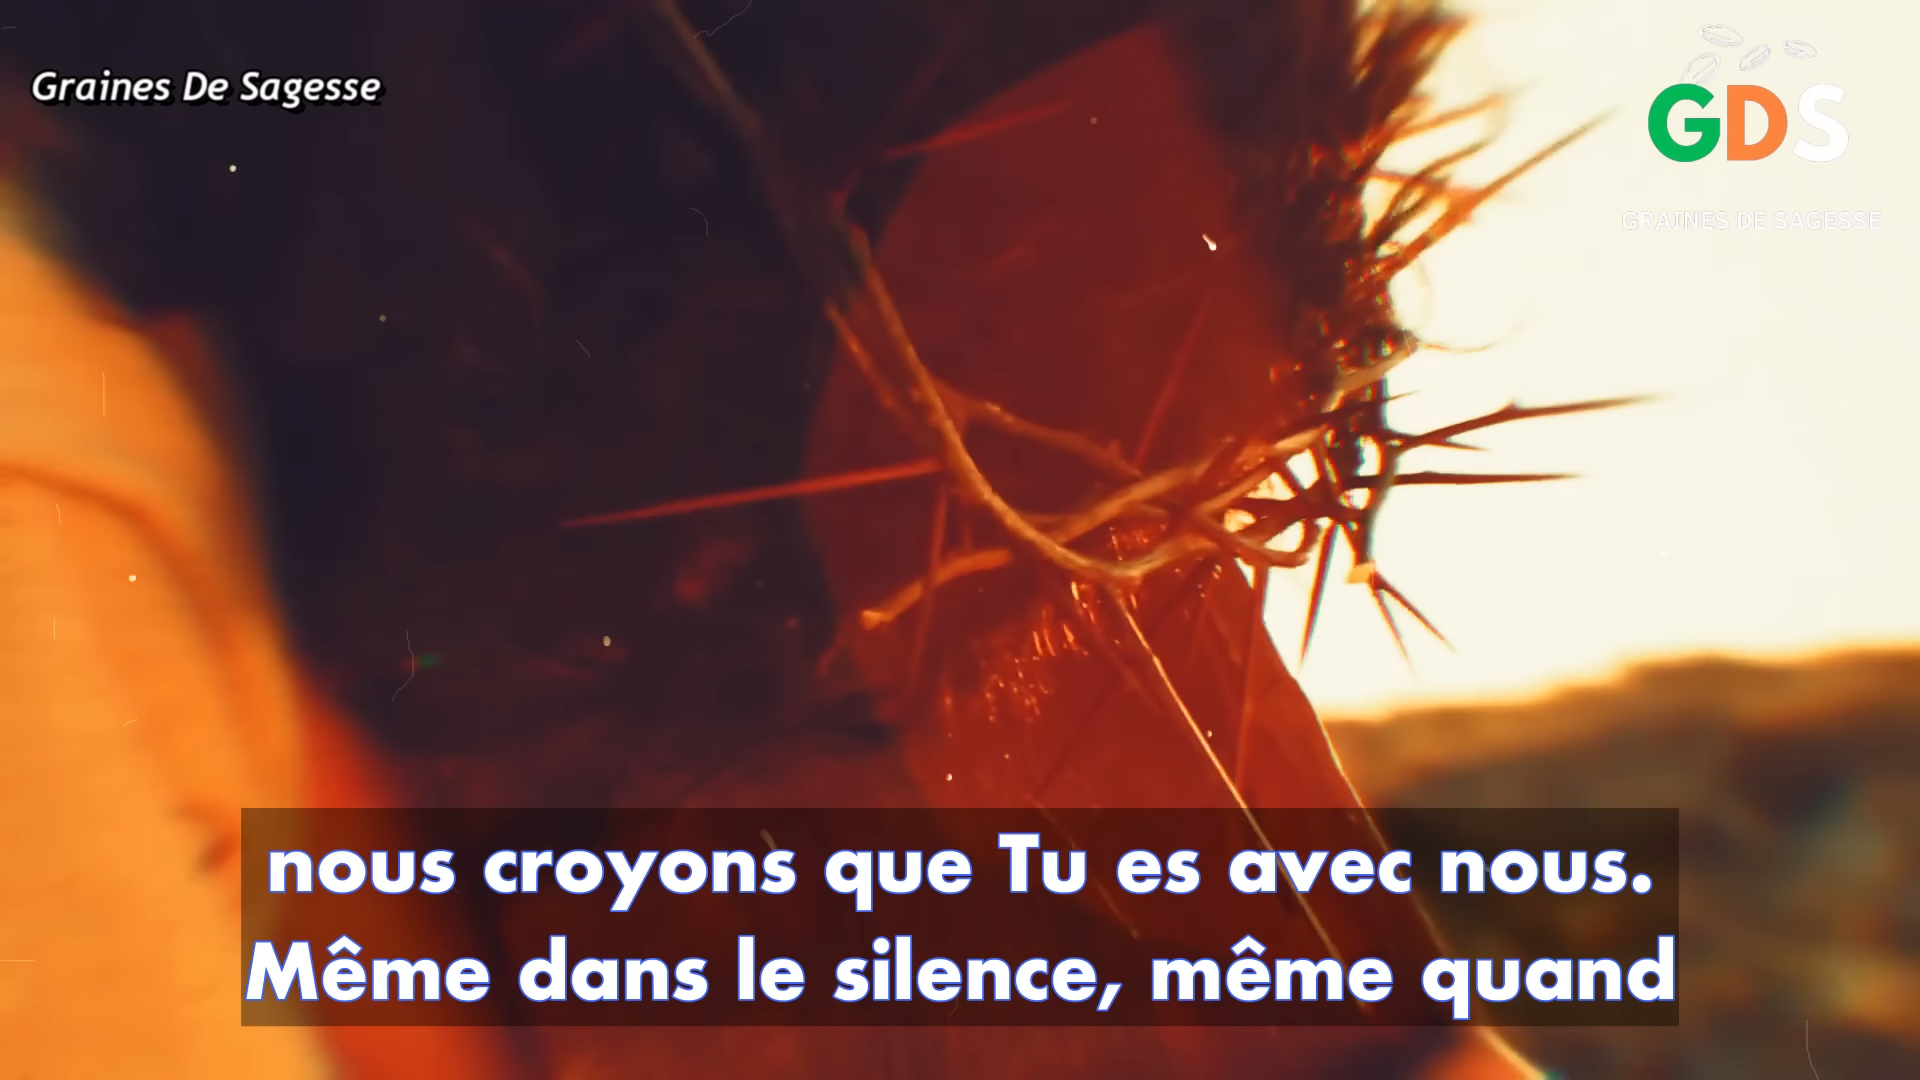 Graines De Sagesse
GDS
GRAINES DE SAGESSE
nous croyons que Tu es avec nous.
Même dans le silence, même quand